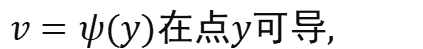 𝑣 = 𝜓(𝑦)在点𝑦可导,